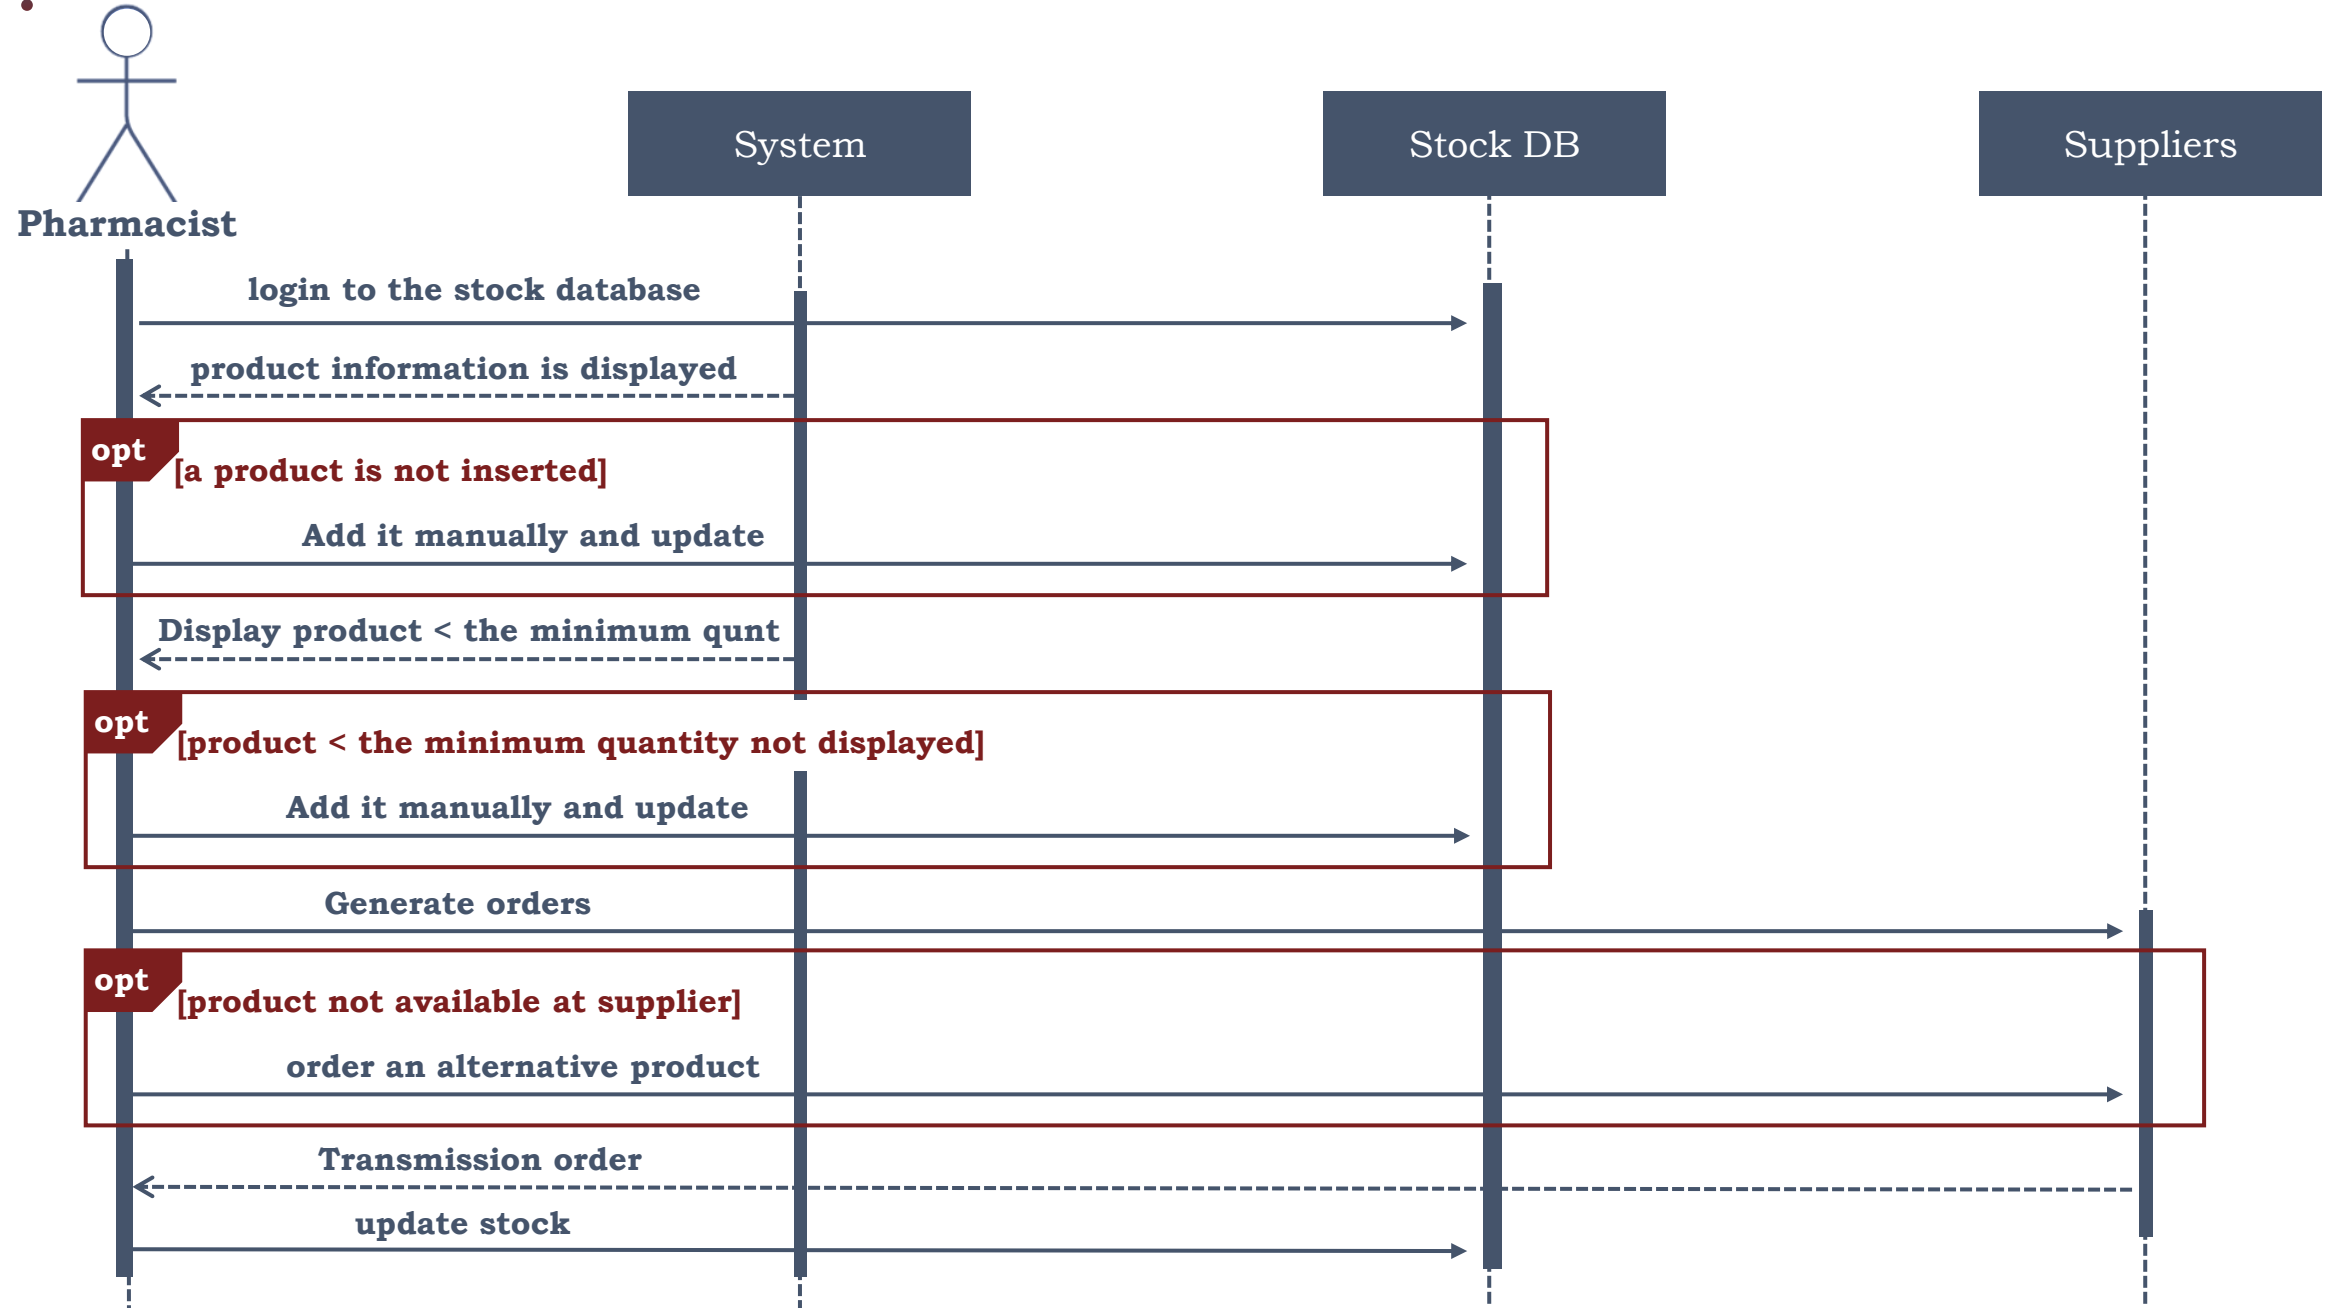 System
Stock DB
Suppliers
Pharmacist
login to the stock database
product information is displayed
opt
[a product is not inserted]
Add it manually and update
Display product < the minimum qunt
opt
[product < the minimum quantity not displayed]
Add it manually and update
Generate orders
opt
[product not available at supplier]
order an alternative product
Transmission order
update stock